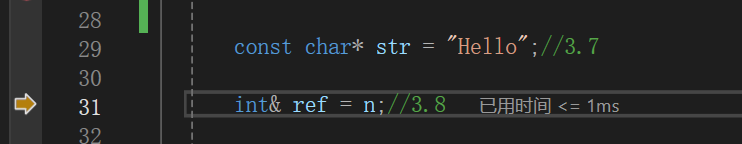 28
29 const char* str = "Hello";//3.7
30
31 int& ref = n;//3.8 已用时间 <= 1ms
32